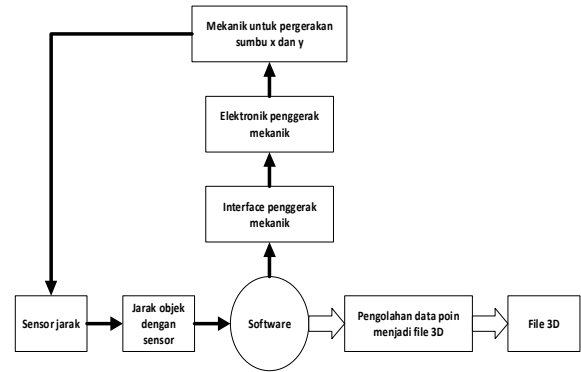 Mekanik untuk pergerakan
sumbu x dan y
Elektronik penggerak
mekanik
Interface penggerak
mekanik
Sensor jarak
Jarak objek
dengan
sensor
Software
Pengolahan data poin
menjadi file 3D
File 3D